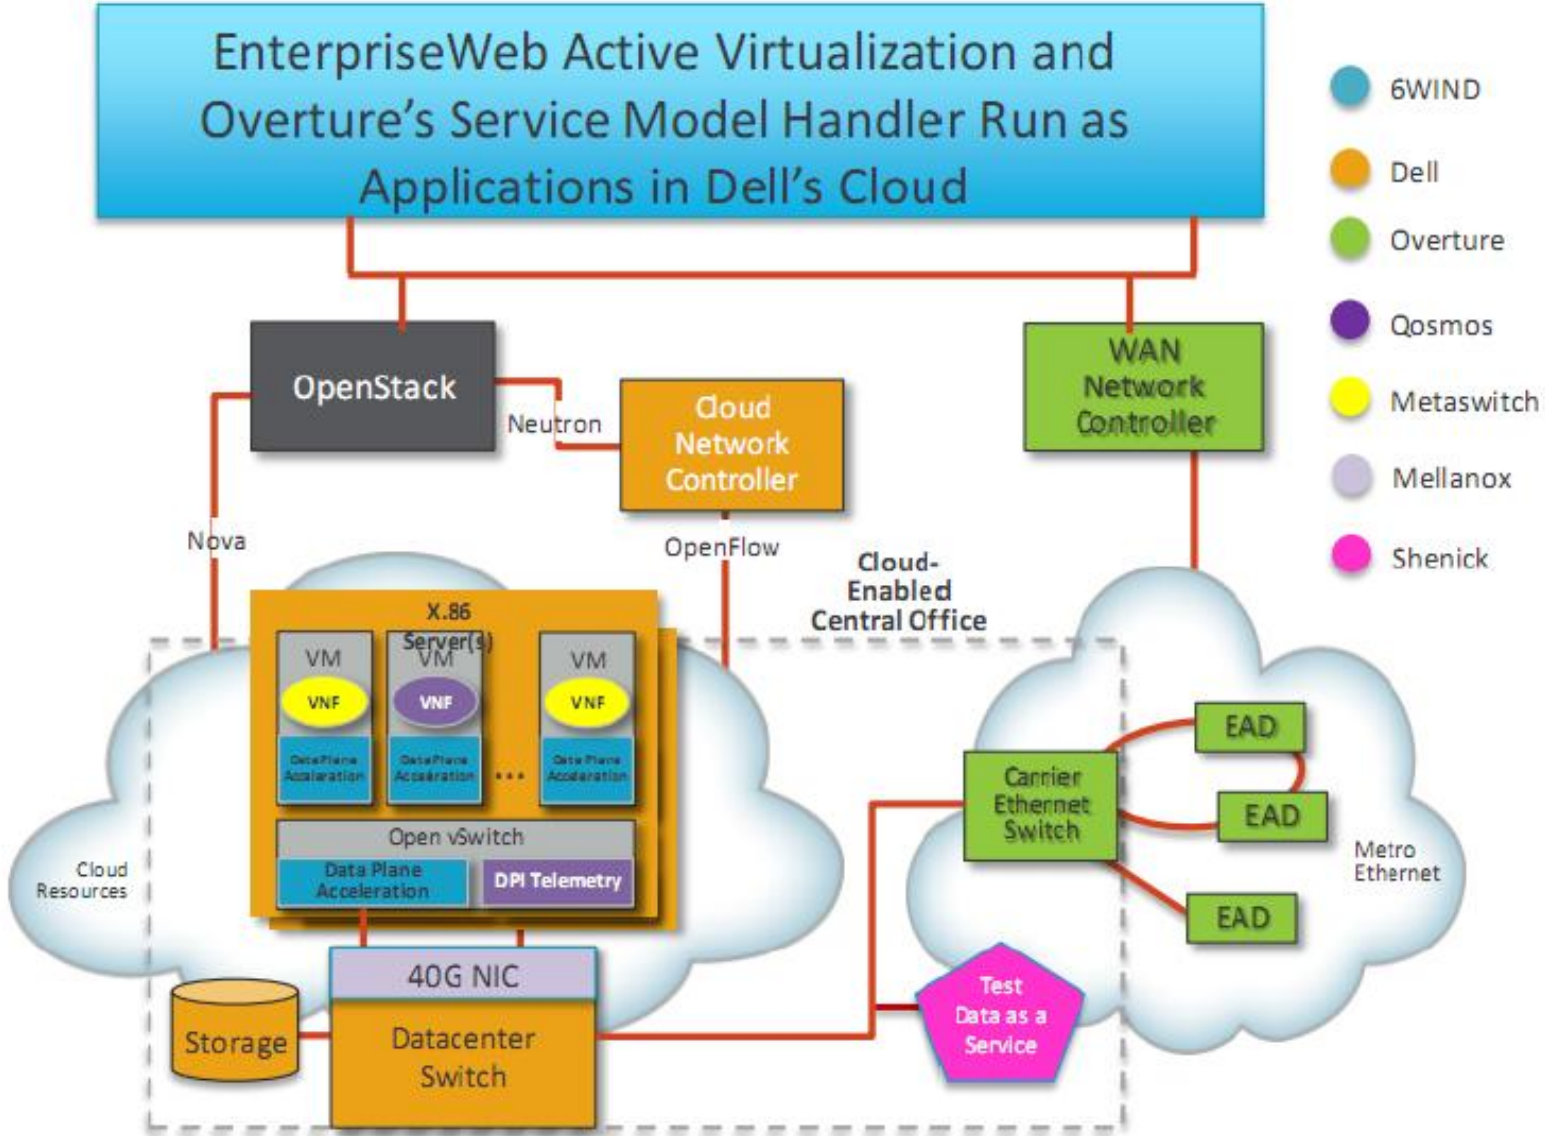 EnterpriseWeb Active Virtualization and
Overture's Service Model Handler Run as
Applications in Dell's Cloud
6WIND
Dell
Overture
Qosmos
Metaswitch
Mellanox
Shenick
OpenStack
Neutron
Cloud
Network
Controller
WAN
Network
Controller
Nova
OpenFlow
Cloud-
Enabled
Central Office
X.86
Server(s)
VM
VNF
Data Plane
Acceleration
VM
VNF
Data Plane
Acceleration
...
VM
VNF
Data Plane
Acceleration
Open vSwitch
Data Plane
Acceleration
DPI Telemetry
Cloud
Resources
40G NIC
Datacenter
Switch
Storage
Carrier
Ethernet
Switch
EAD
EAD
EAD
Metro
Ethernet
Test
Data as a
Service